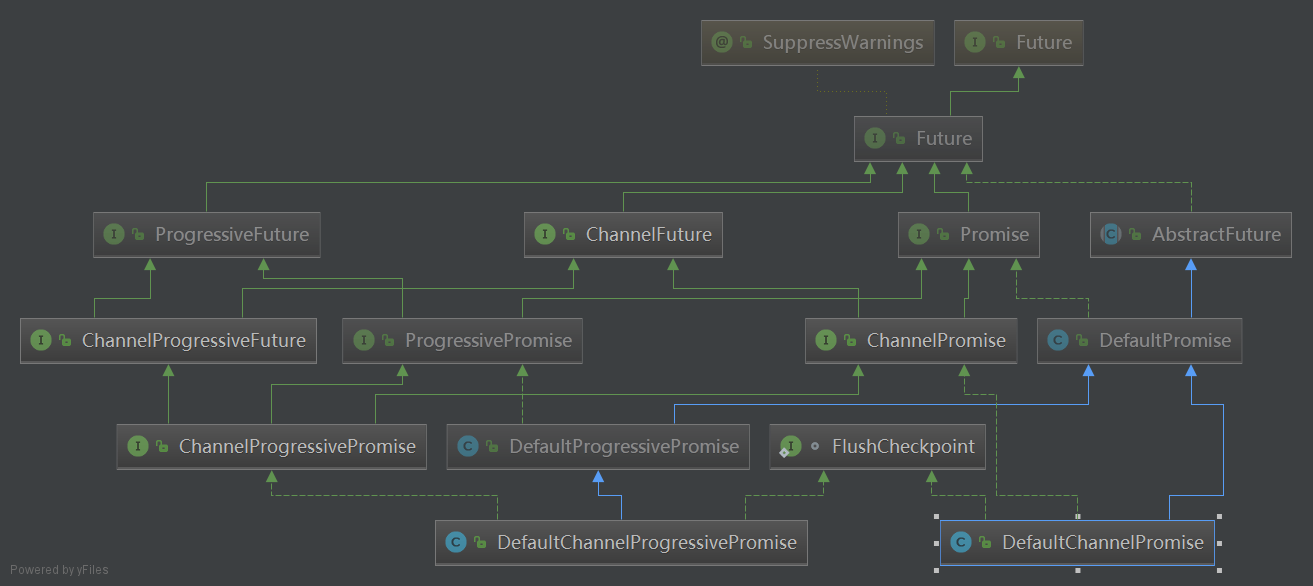 @ SuppressWarnings
I Future
I Future
I ProgressiveFuture
I ChannelFuture
I Promise
C AbstractFuture
I ChannelProgressiveFuture
I ProgressivePromise
I ChannelPromise
C DefaultPromise
I ChannelProgressivePromise
C DefaultProgressivePromise
I FlushCheckpoint
C DefaultChannelProgressivePromise
C DefaultChannelPromise
Powered by yFiles